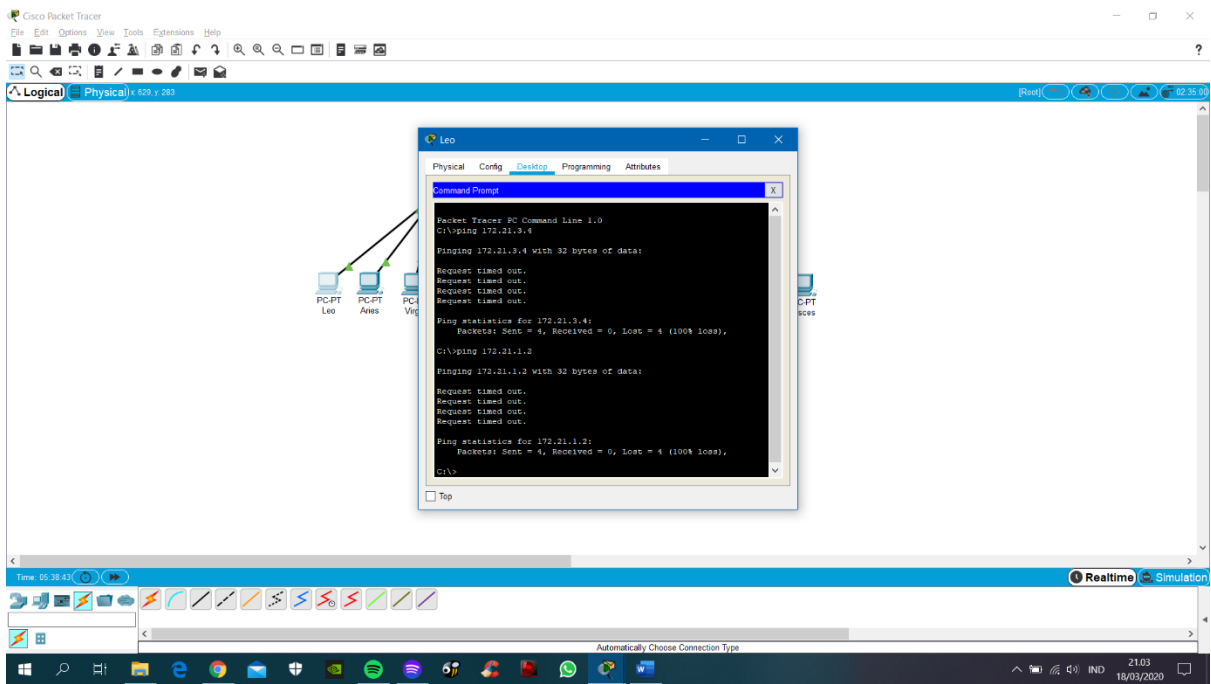 Cisco Packet Tracer
File Edit Options View Tools Extensions Help
?
Logical Physical x: 629, y: 283 [Root] 02:35:00
Leo
Physical Config Desktop Programming Attributes
Command Prompt X
Packet Tracer PC Command Line 1.0
C:\>ping 172.21.3.4
Pinging 172.21.3.4 with 32 bytes of data:
Request timed out.
Request timed out.
Request timed out.
Request timed out.
Ping statistics for 172.21.3.4:
Packets: Sent = 4, Received = 0, Lost = 4 (100% loss),
C:\>ping 172.21.1.2
Pinging 172.21.1.2 with 32 bytes of data:
Request timed out.
Request timed out.
Request timed out.
Request timed out.
Ping statistics for 172.21.1.2:
Packets: Sent = 4, Received = 0, Lost = 4 (100% loss),
C:\>
Top
PC-PT PC-PT PC-
Leo Aries Virg
C-PT
sces
Time: 05:38:43 Realtime Simulation
Automatically Choose Connection Type
IND 21.03
18/03/2020